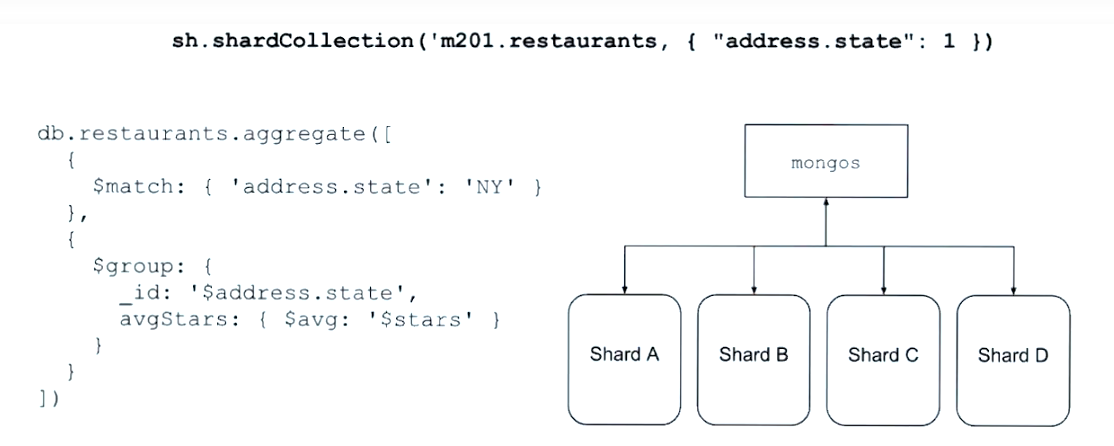 sh.shardCollection('m201.restaurants, { "address.state": 1 })
db.restaurants.aggregate([
{
$match: { 'address.state': 'NY' }
},
{
$group: {
_id: '$address.state',
avgStars: { $avg: '$stars' }
}
}
])
mongos
Shard A
Shard B
Shard C
Shard D